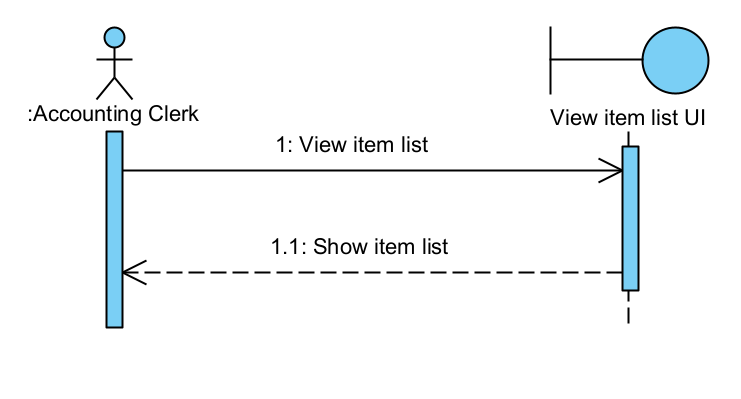 :Accounting Clerk
View item list UI
1: View item list
1.1: Show item list